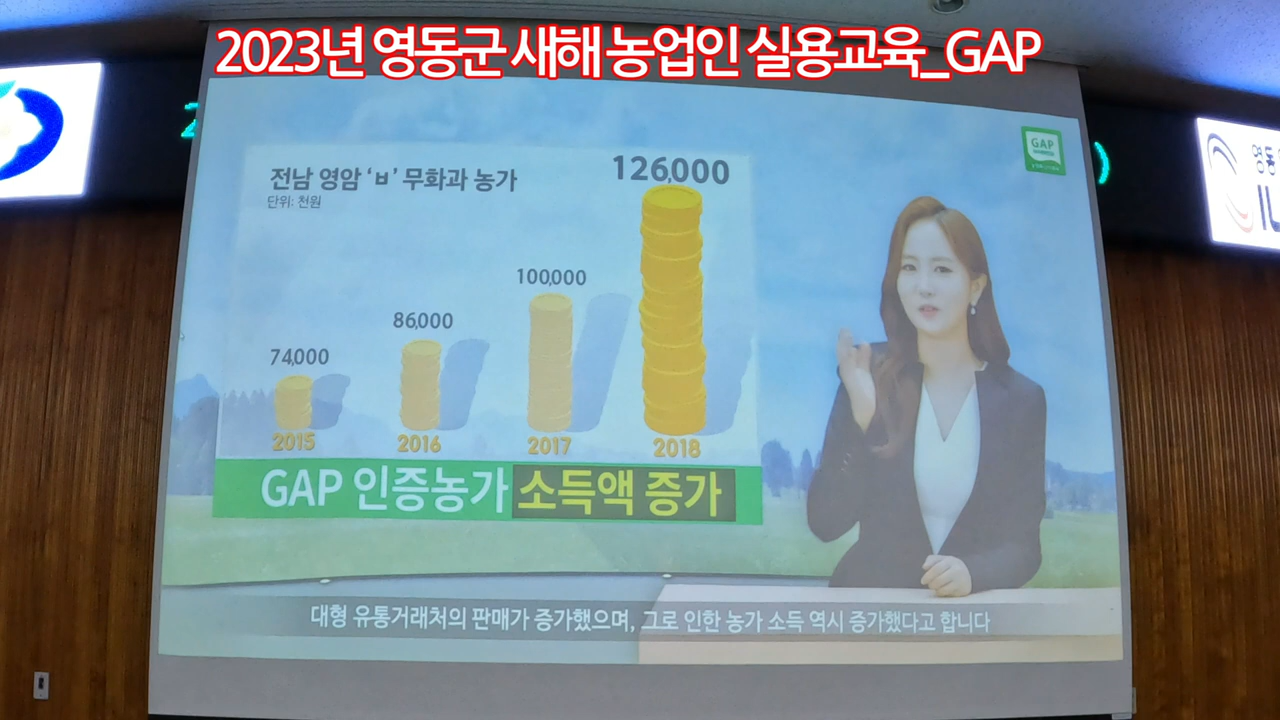 2023년 영동군 새해 농업인 실용교육_GAP
GAP
영동
전남 영암 ‘ㅂ’ 무화과 농가
단위: 천원
126,000
100,000
86,000
74,000
2015
2016
2017
2018
GAP 인증농가 소득액 증가
대형 유통거래처의 판매가 증가했으며, 그로 인한 농가 소득 역시 증가했다고 합니다